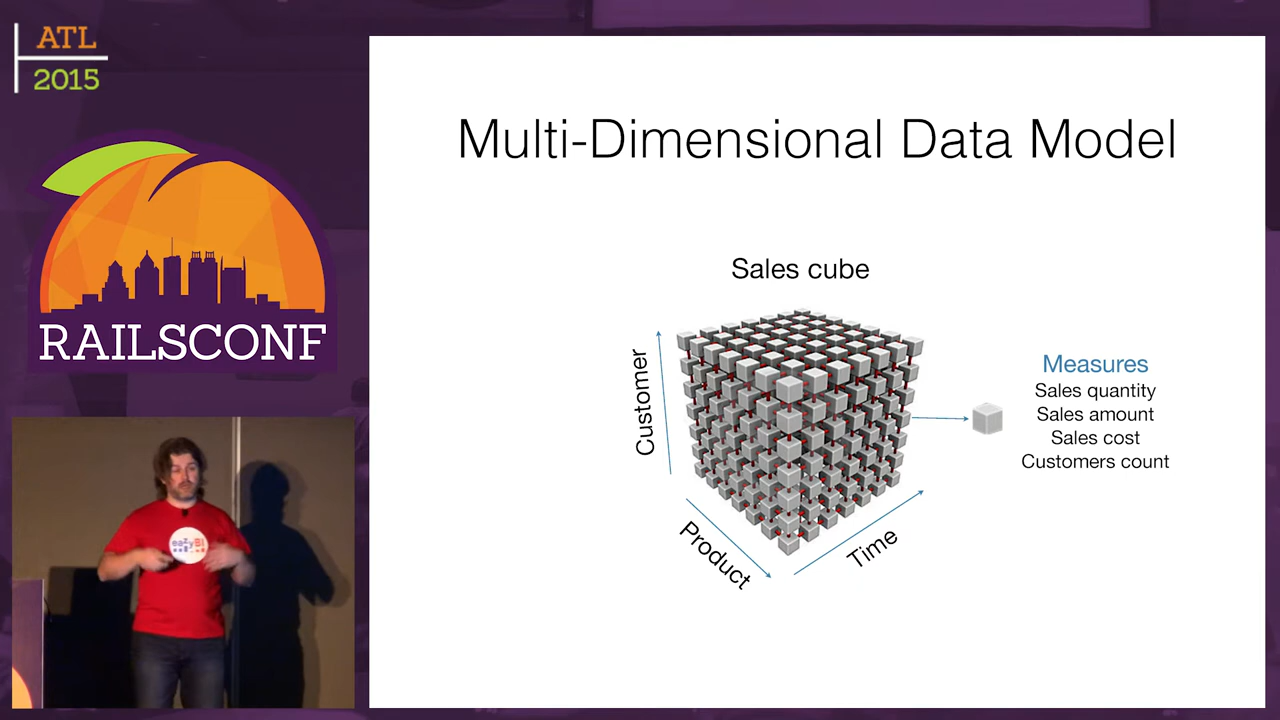 ATL
2015
RAILSCONF
eazyBI
Multi-Dimensional Data Model
Sales cube
Customer
Product
Time
Measures
Sales quantity
Sales amount
Sales cost
Customers count